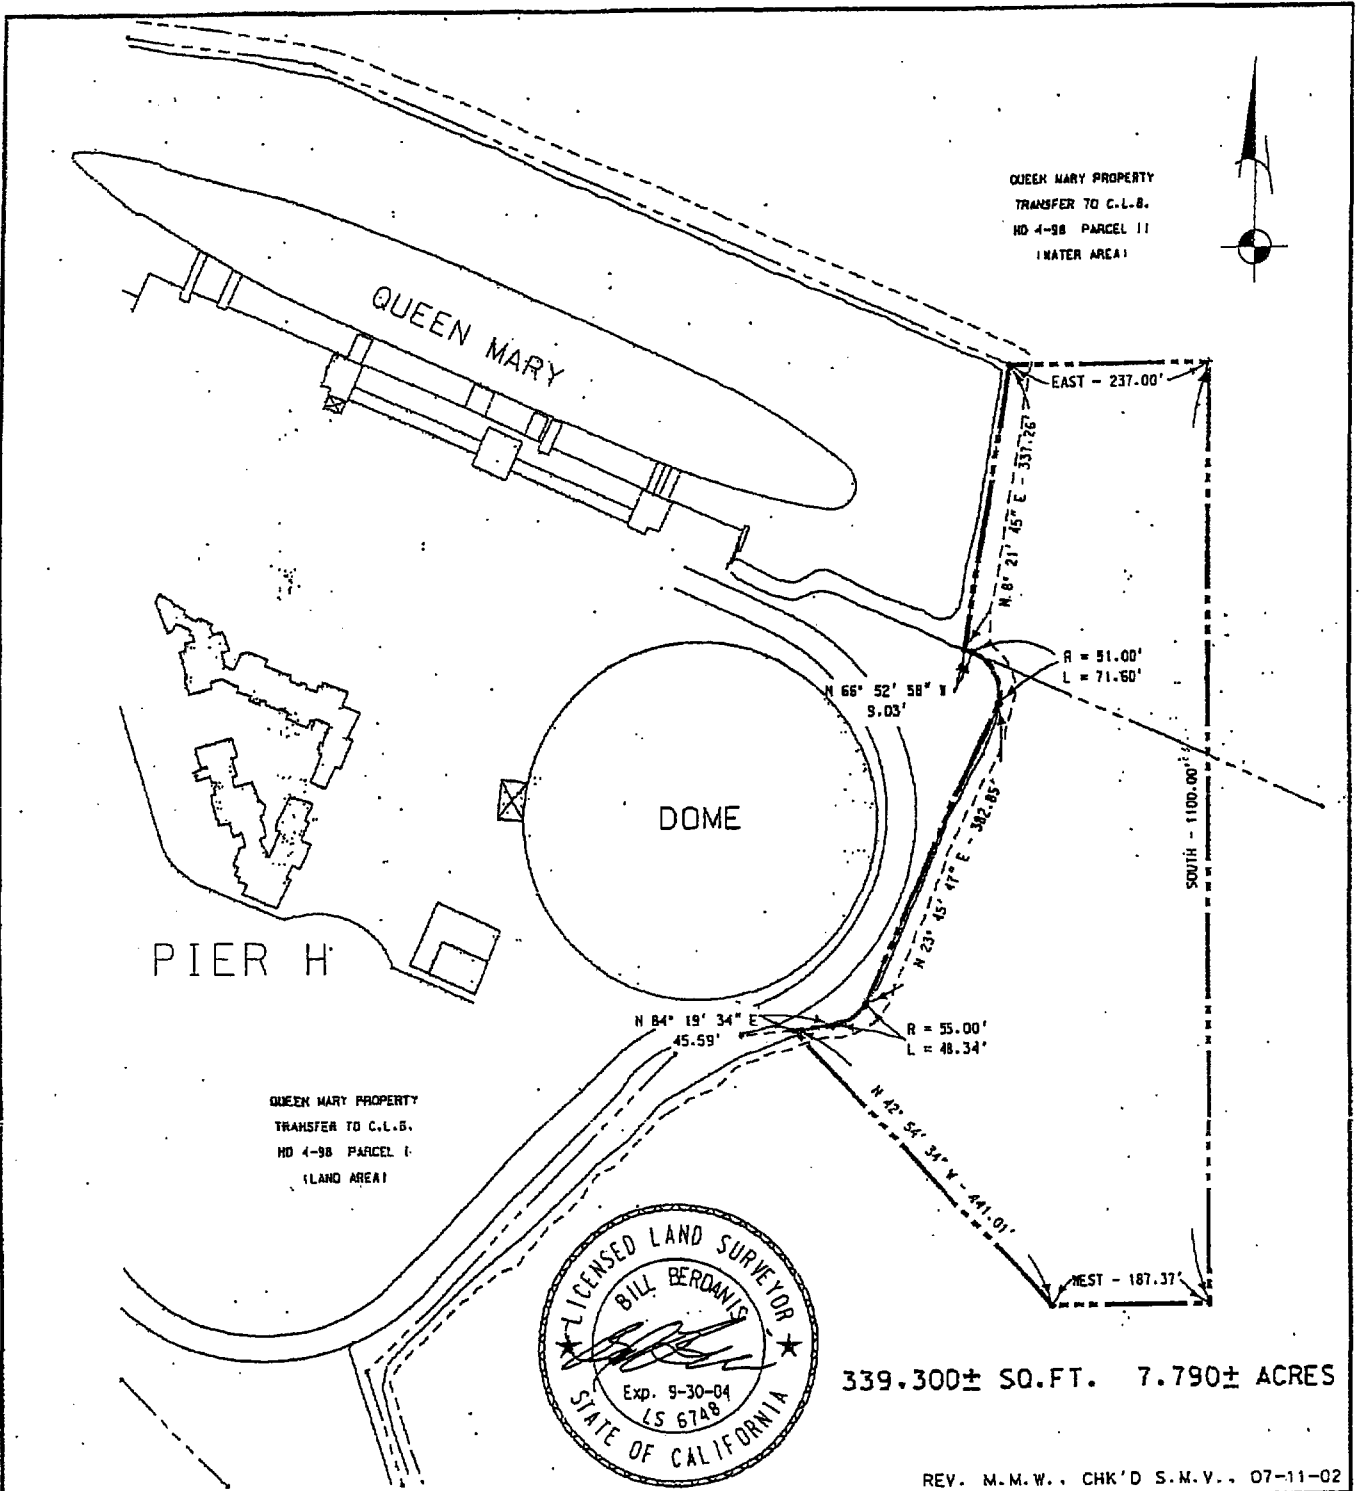 QUEEN MARY PROPERTY
TRANSFER TO C.L.B.
HD 4-98 PARCEL II
(WATER AREA)
QUEEN MARY
EAST - 237.00'
N 8° 21' 45" E - 337.26'
R = 51.00'
L = 71.60'
N 66° 52' 58" W
9.03'
SOUTH - 1100.00'
DOME
N 23° 45' 47" E - 382.85'
PIER H
N 84° 19' 34" E
45.59'
R = 55.00'
L = 48.34'
QUEEN MARY PROPERTY
TRANSFER TO C.L.B.
HD 4-98 PARCEL I
(LAND AREA)
N 42° 54' 34" W - 441.01'
WEST - 187.37'
LICENSED LAND SURVEYOR
BILL BERDANIS
Exp. 9-30-04
LS 6748
STATE OF CALIFORNIA
339.300± SQ.FT. 7.790± ACRES
REV. M.M.W., CHK'D S.M.V., 07-11-02